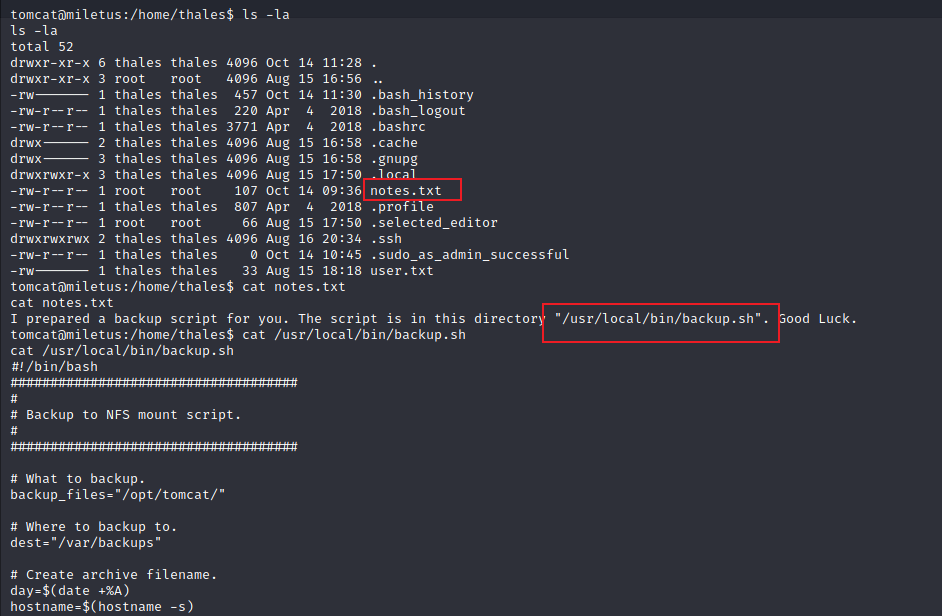 tomcat@miletus:/home/thales$ ls -la
ls -la
total 52
drwxr-xr-x 6 thales thales 4096 Oct 14 11:28 .
drwxr-xr-x 3 root   root   4096 Aug 15 16:56 ..
-rw------- 1 thales thales  457 Oct 14 11:30 .bash_history
-rw-r--r-- 1 thales thales  220 Apr  4  2018 .bash_logout
-rw-r--r-- 1 thales thales 3771 Apr  4  2018 .bashrc
drwx------ 2 thales thales 4096 Aug 15 16:58 .cache
drwx------ 3 thales thales 4096 Aug 15 16:58 .gnupg
drwxrwxr-x 3 thales thales 4096 Aug 15 17:50 .local
-rw-r--r-- 1 root   root    107 Oct 14 09:36 notes.txt
-rw-r--r-- 1 thales thales  807 Apr  4  2018 .profile
-rw-r--r-- 1 root   root     66 Aug 15 17:50 .selected_editor
drwxrwxrwx 2 thales thales 4096 Aug 16 20:34 .ssh
-rw-r--r-- 1 thales thales    0 Oct 14 10:45 .sudo_as_admin_successful
-rw------- 1 thales thales   33 Aug 15 18:18 user.txt
tomcat@miletus:/home/thales$ cat notes.txt
cat notes.txt
I prepared a backup script for you. The script is in this directory "/usr/local/bin/backup.sh". Good Luck.
tomcat@miletus:/home/thales$ cat /usr/local/bin/backup.sh
cat /usr/local/bin/backup.sh
#!/bin/bash
####################################
#
# Backup to NFS mount script.
#
####################################
# What to backup.
backup_files="/opt/tomcat/"
# Where to backup to.
dest="/var/backups"
# Create archive filename.
day=$(date +%A)
hostname=$(hostname -s)